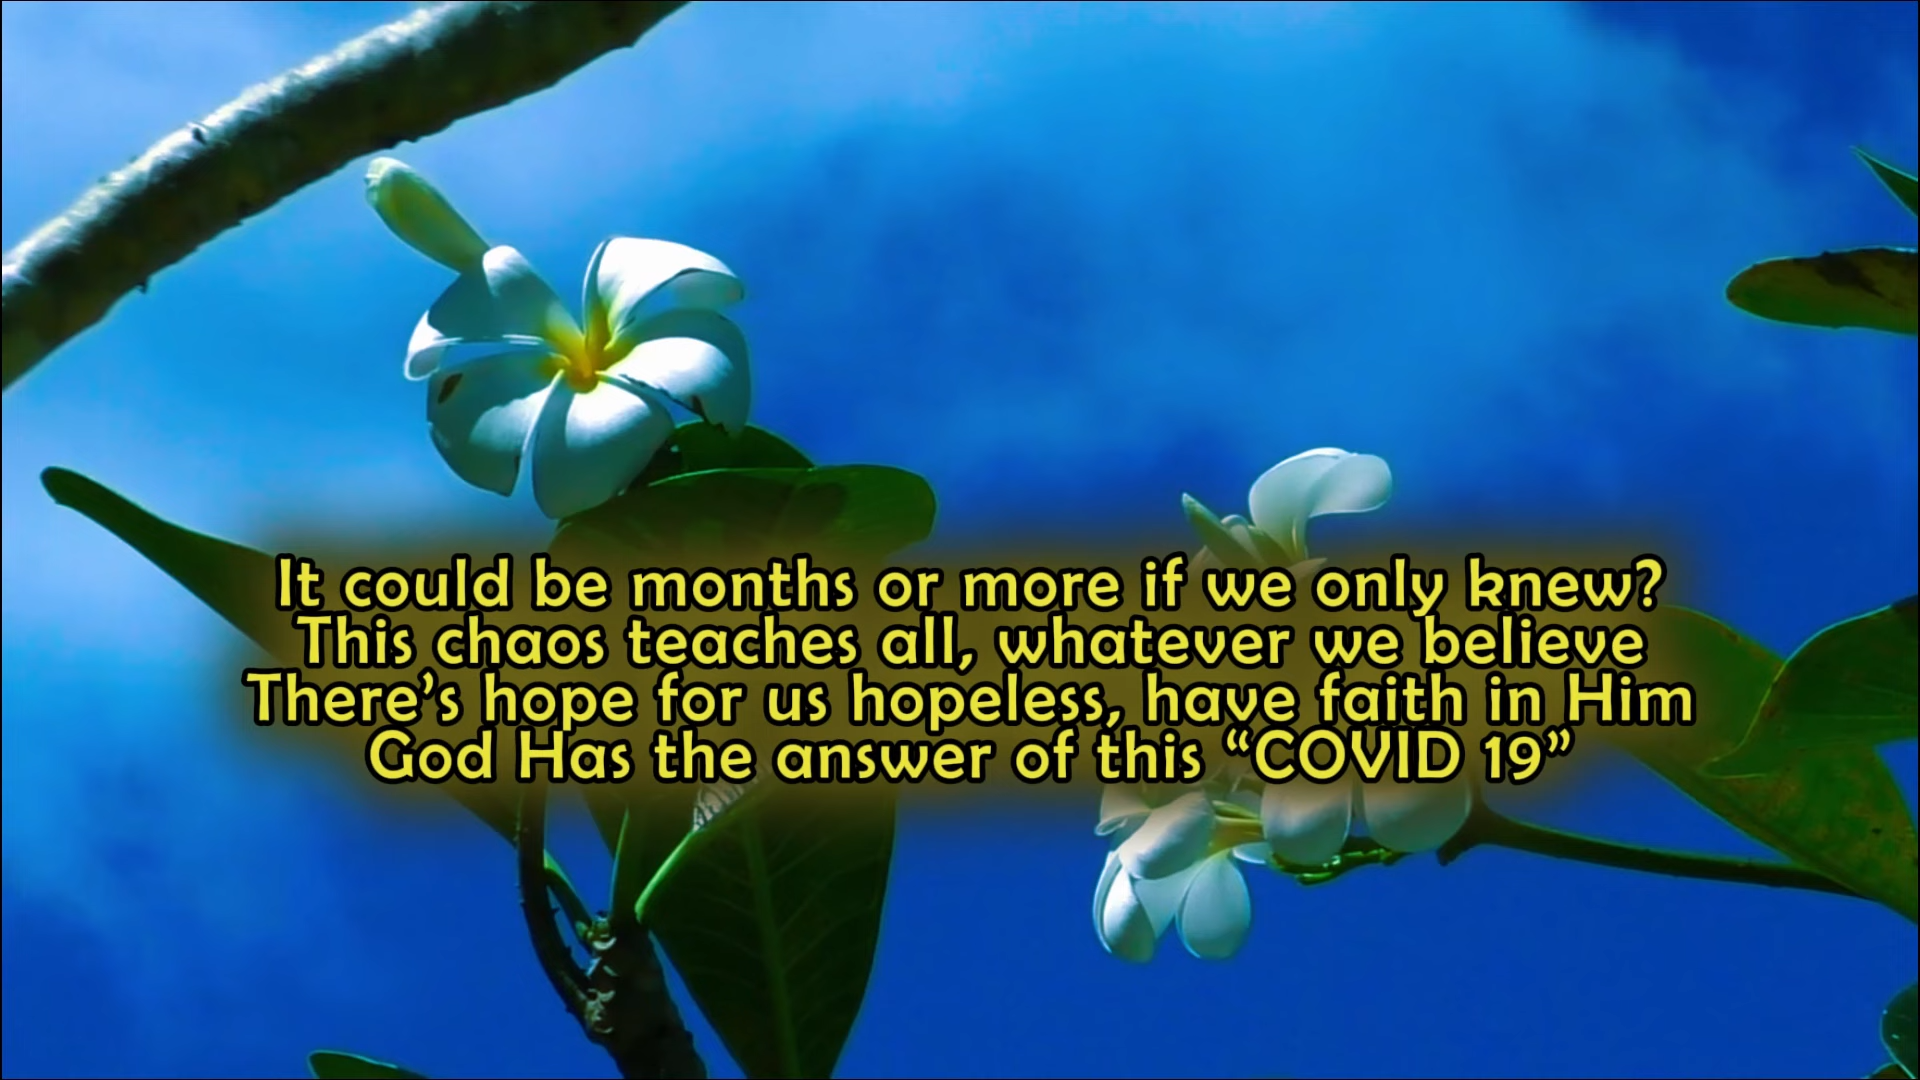 It could be months or more if we only knew?
This chaos teaches all, whatever we believe
There’s hope for us hopeless, have faith in Him
God Has the answer of this “COVID 19”